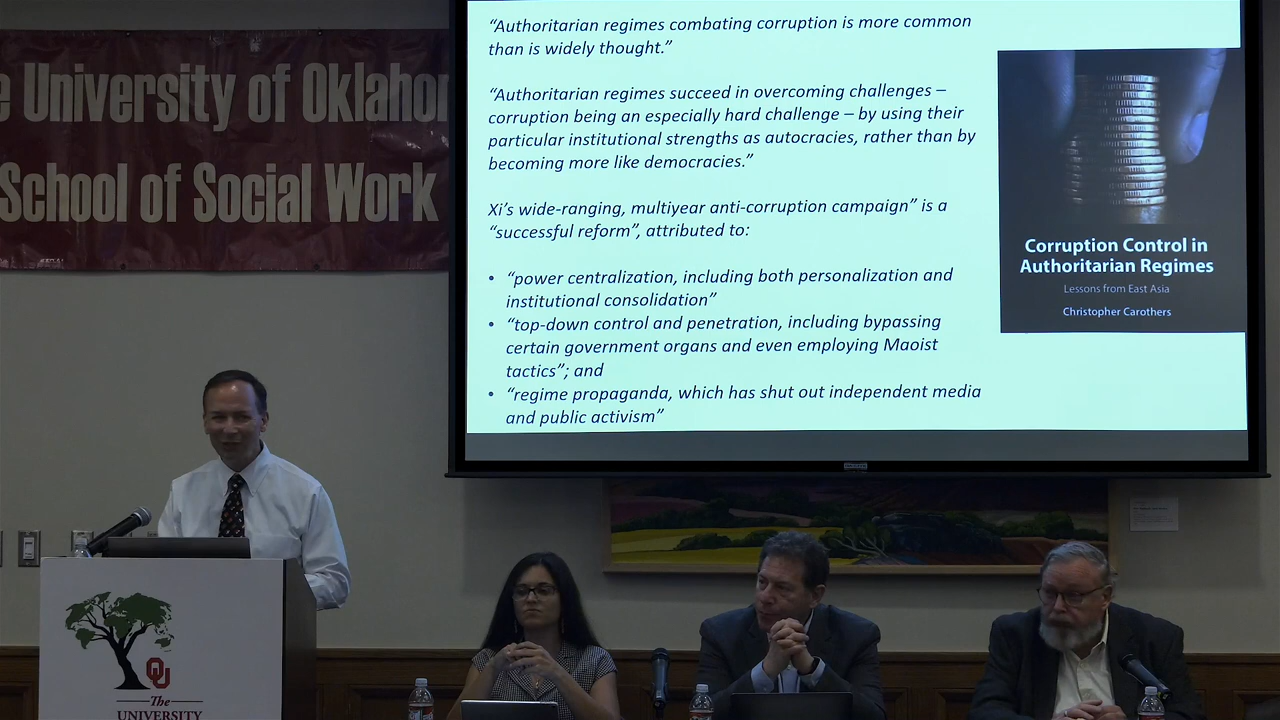 e University of Oklahor
School of Social Work
“Authoritarian regimes combating corruption is more common
than is widely thought.”
“Authoritarian regimes succeed in overcoming challenges –
corruption being an especially hard challenge – by using their
particular institutional strengths as autocracies, rather than by
becoming more like democracies.”
Xi’s wide-ranging, multiyear anti-corruption campaign” is a
“successful reform”, attributed to:
• “power centralization, including both personalization and
institutional consolidation”
• “top-down control and penetration, including bypassing
certain government organs and even employing Maoist
tactics”; and
• “regime propaganda, which has shut out independent media
and public activism”
Corruption Control in
Authoritarian Regimes
Lessons from East Asia
Christopher Carothers
OU
The
UNIVERSITY